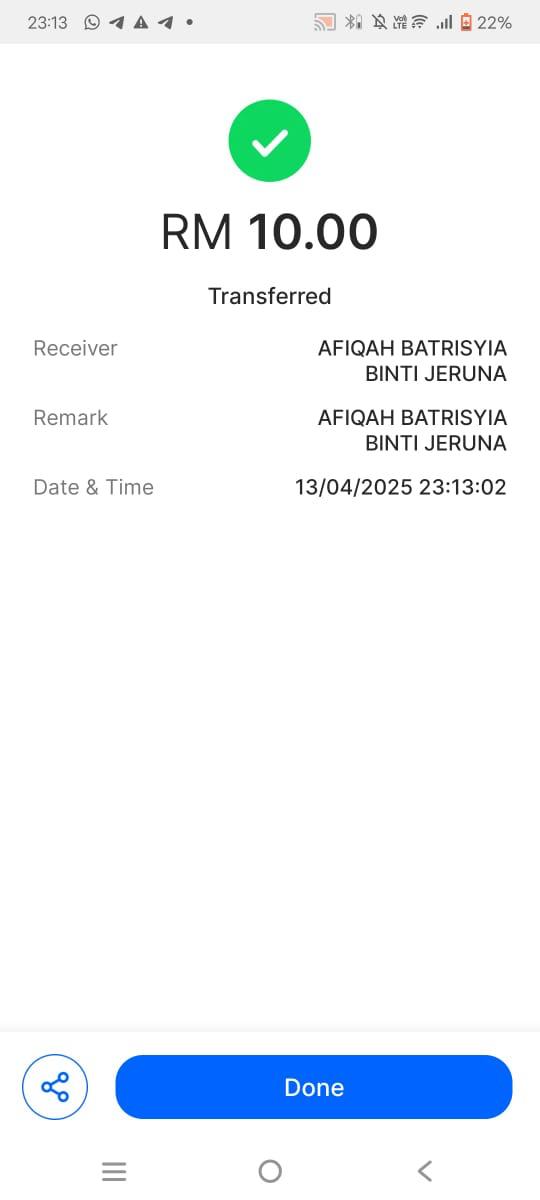 23:13
VoB LTE 22%
RM 10.00
Transferred
Receiver AFIQAH BATRISYIA
BINTI JERUNA
Remark AFIQAH BATRISYIA
BINTI JERUNA
Date & Time 13/04/2025 23:13:02
Done